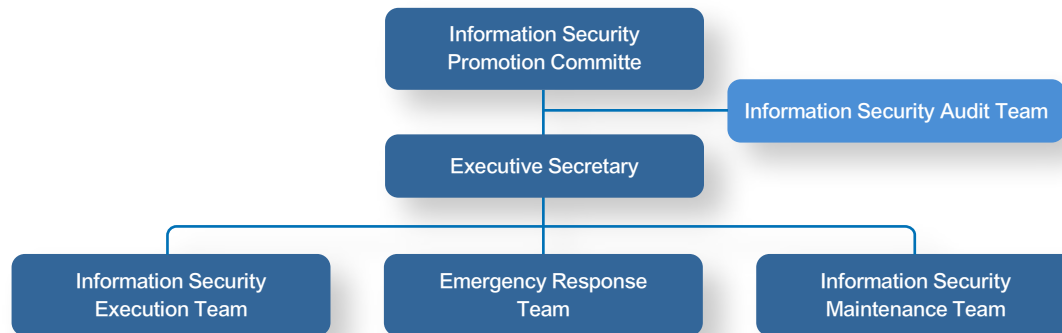 Information Security
Promotion Committe
Information Security Audit Team
Executive Secretary
Information Security
Execution Team
Emergency Response
Team
Information Security
Maintenance Team